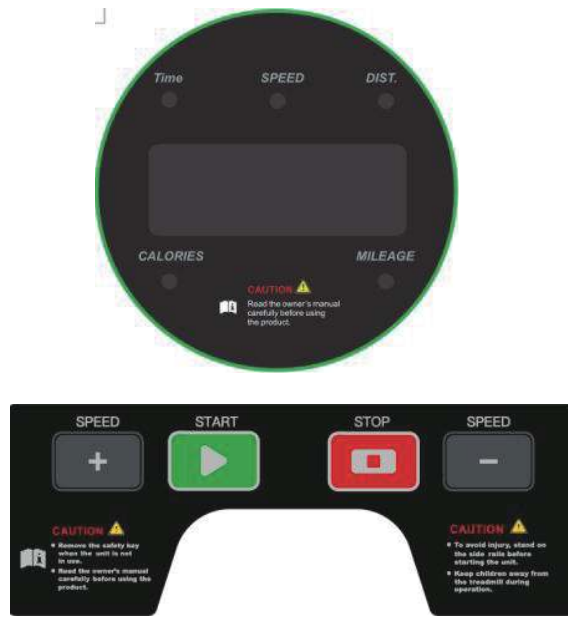 Time SPEED DIST.
CALORIES MILEAGE
CAUTION
Read the owner's manual
carefully before using
the product.
SPEED START STOP SPEED
+ −
CAUTION
• Remove the safety key
when the unit is not
in use.
• Read the owner's manual
carefully before using the
product.
CAUTION
• To avoid injury, stand on
the side rails before
starting the unit.
• Keep children away from
the treadmill during
operation.